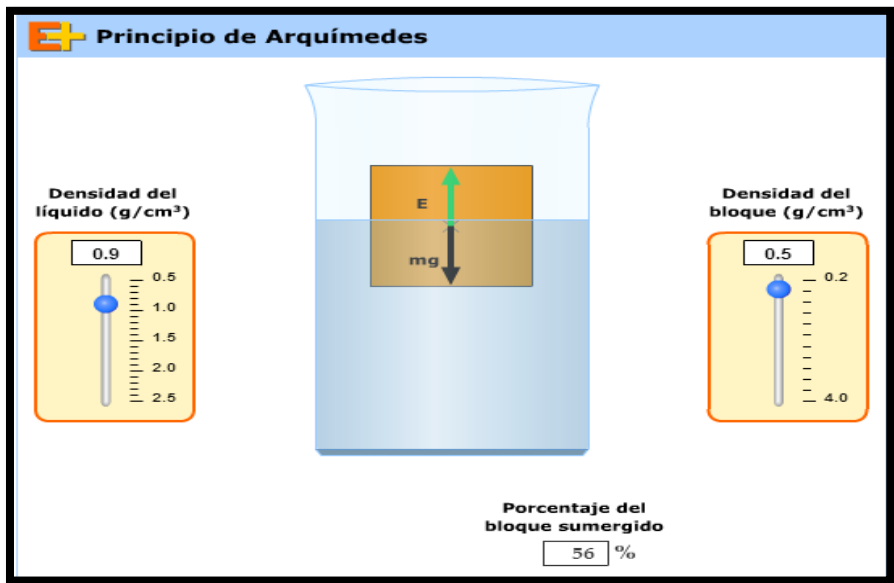 E+ Principio de Arquímedes
Densidad del
líquido (g/cm³)
0.9
0.5
1.0
1.5
2.0
2.5
E
mg
Densidad del
bloque (g/cm³)
0.5
0.2
4.0
Porcentaje del
bloque sumergido
56 %